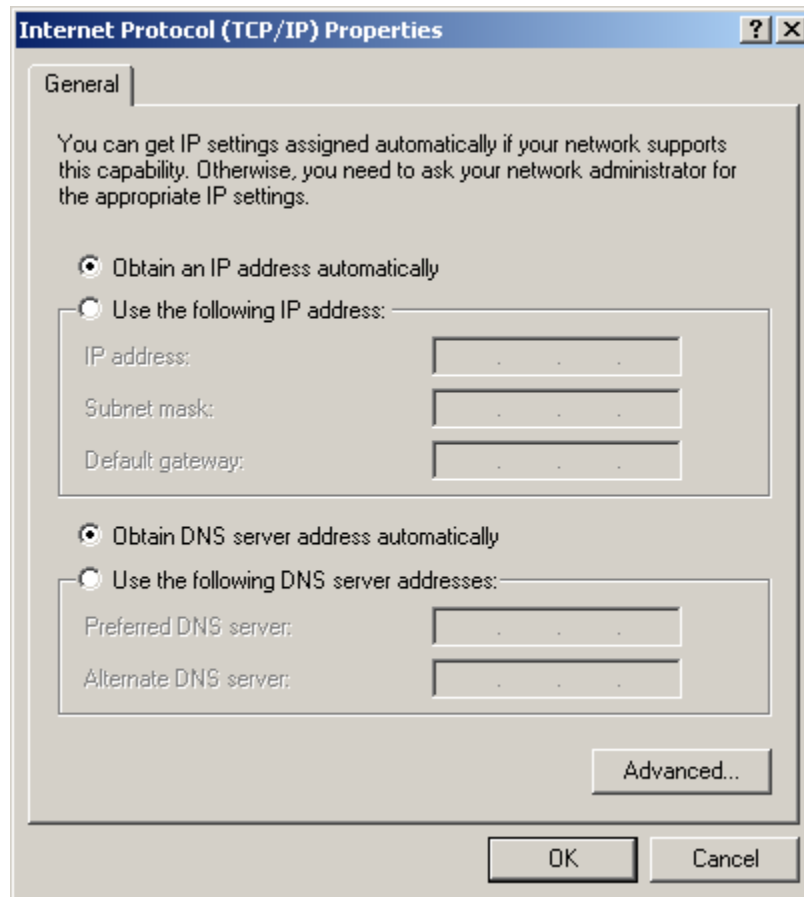 Internet Protocol (TCP/IP) Properties
General
You can get IP settings assigned automatically if your network supports
this capability. Otherwise, you need to ask your network administrator for
the appropriate IP settings.
Obtain an IP address automatically
Use the following IP address:
IP address:
Subnet mask:
Default gateway:
Obtain DNS server address automatically
Use the following DNS server addresses:
Preferred DNS server:
Alternate DNS server:
Advanced...
OK
Cancel